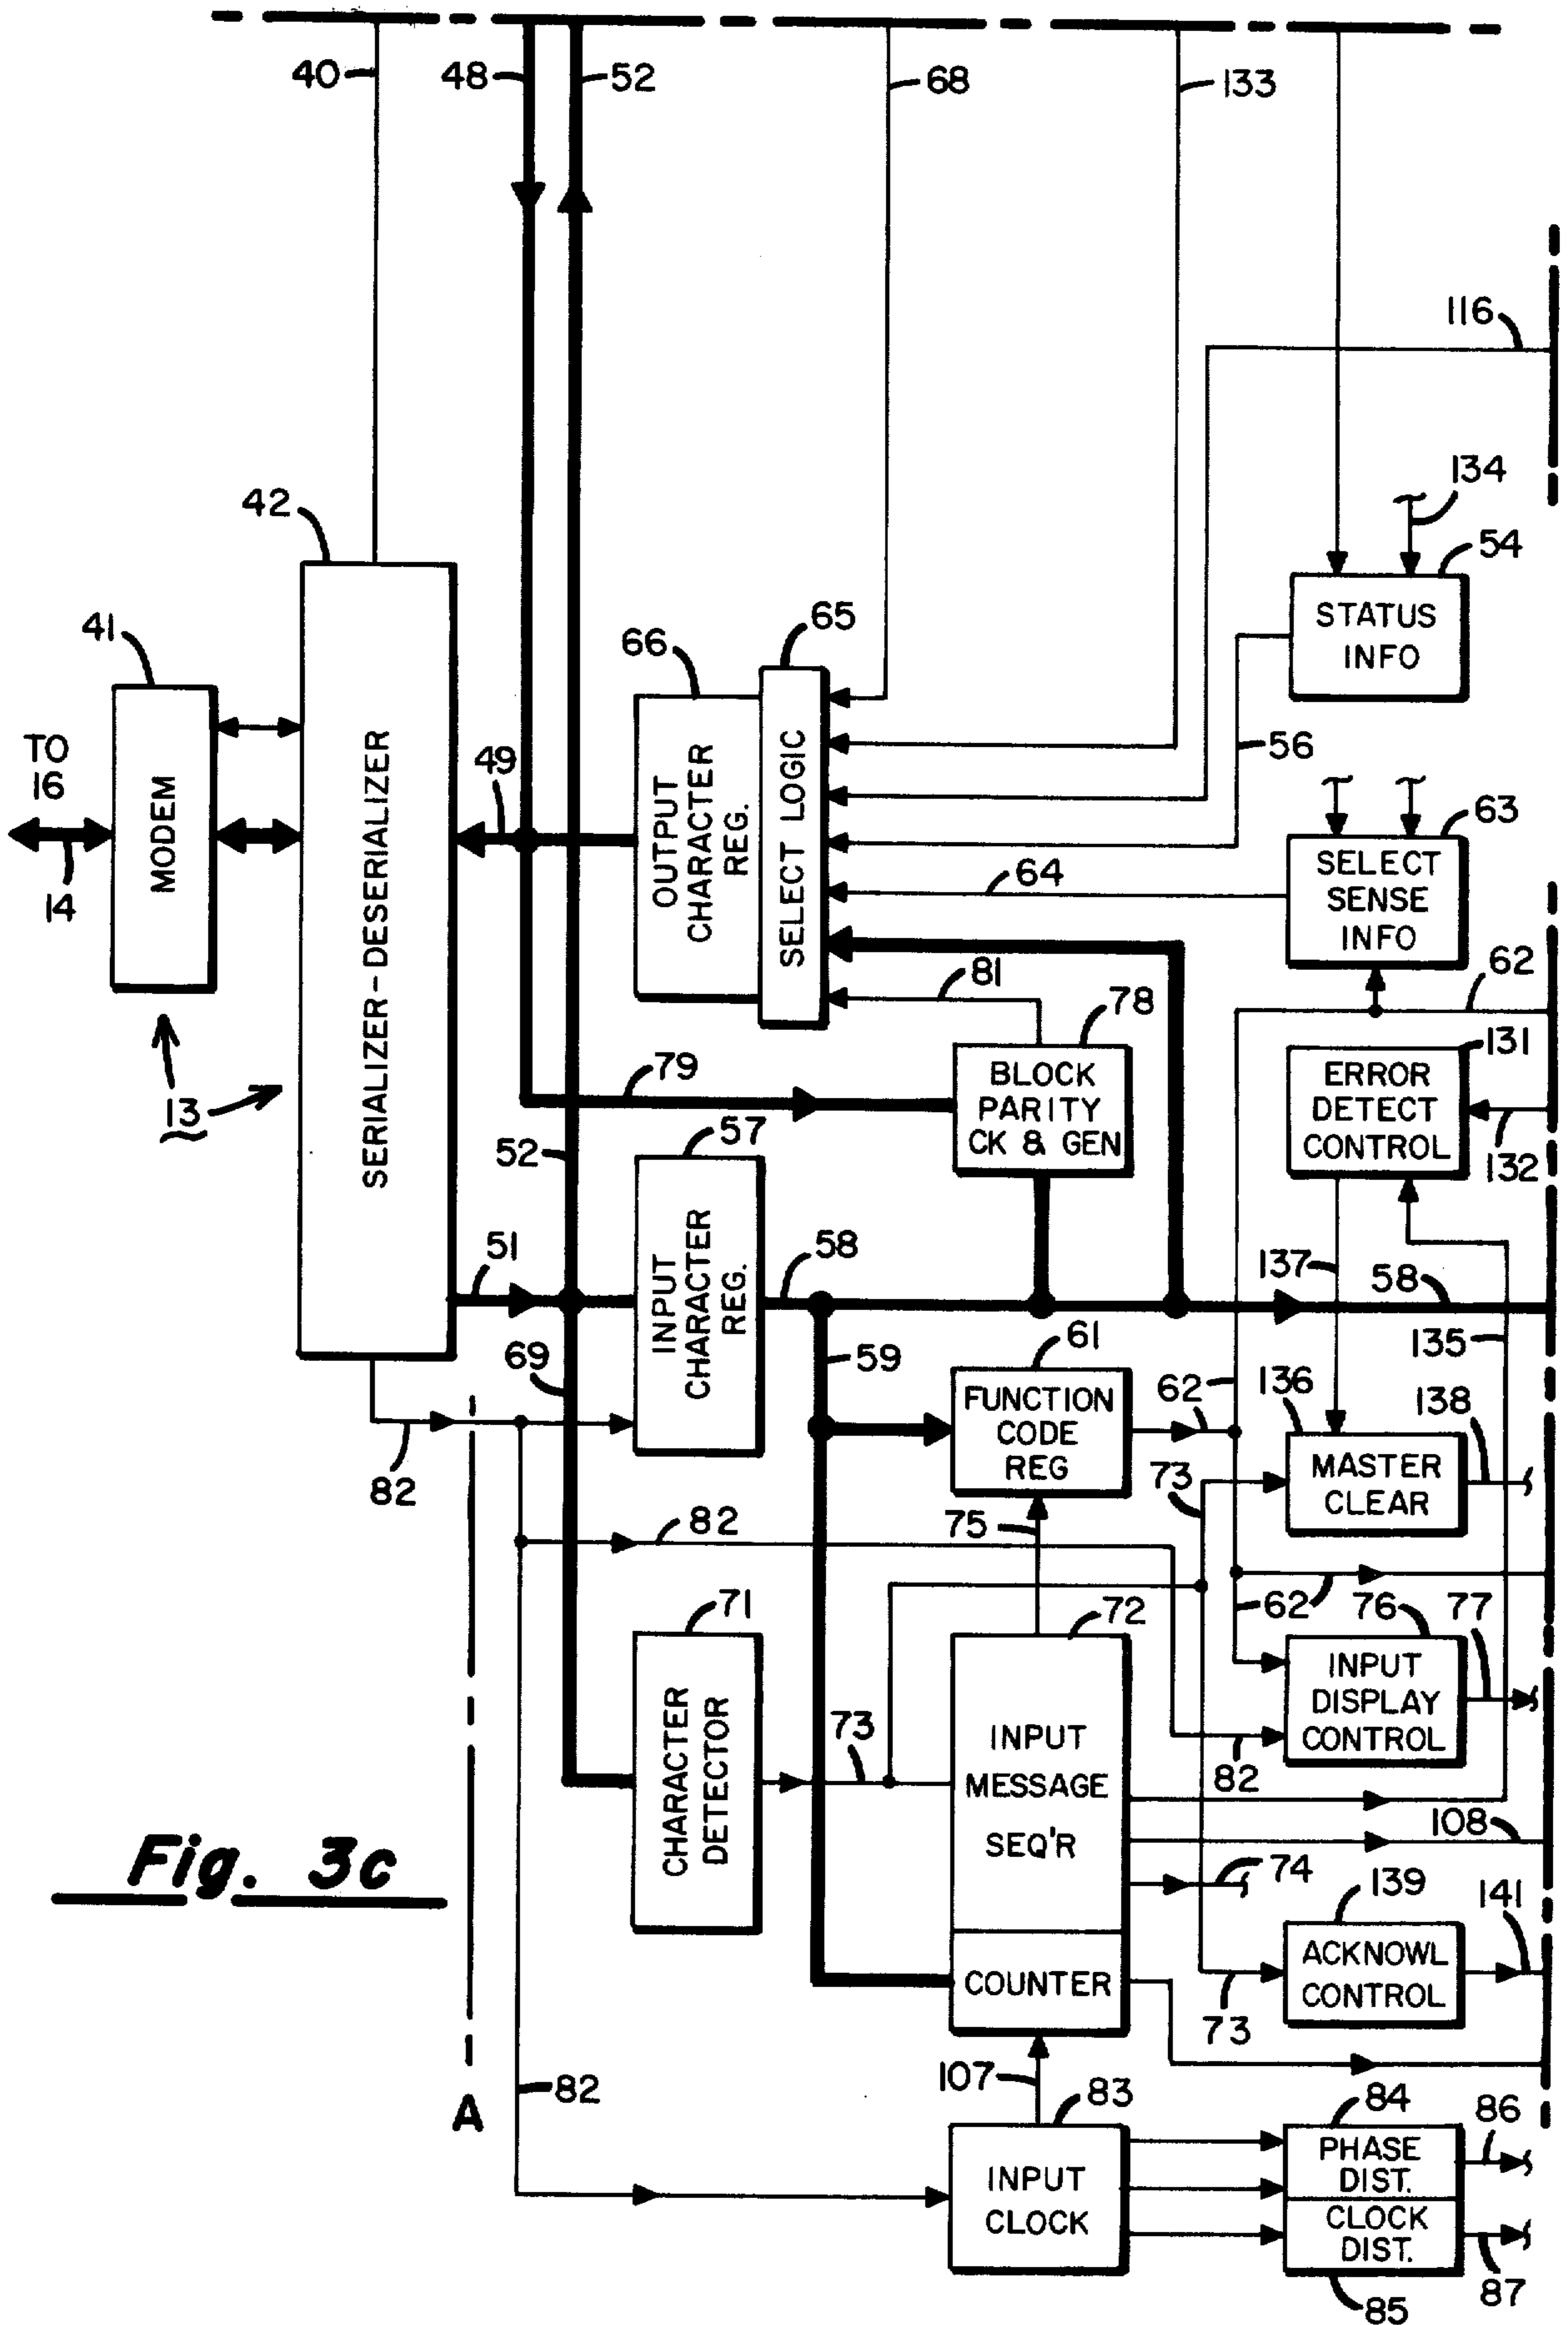 40
48
52
68
133
116
134
42
54
STATUS
INFO
41
66
65
TO
16
49
56
63
MODEM
SERIALIZER-DESERIALIZER
OUTPUT
CHARACTER
REG.
SELECT LOGIC
64
SELECT
SENSE
INFO
14
81
62
78
131
13
79
BLOCK
PARITY
CK & GEN
ERROR
DETECT
CONTROL
57
52
132
51
INPUT
CHARACTER
REG.
58
137
58
69
59
61
135
FUNCTION
CODE
REG
62
136
138
82
73
MASTER
CLEAR
82
75
71
72
62
76
77
CHARACTER
DETECTOR
73
INPUT
MESSAGE
SEQ'R
INPUT
DISPLAY
CONTROL
82
108
Fig. 3c
74
139
141
COUNTER
ACKNOWL
CONTROL
73
A
82
107
83
84
86
INPUT
CLOCK
PHASE
DIST.
CLOCK
DIST.
85
87